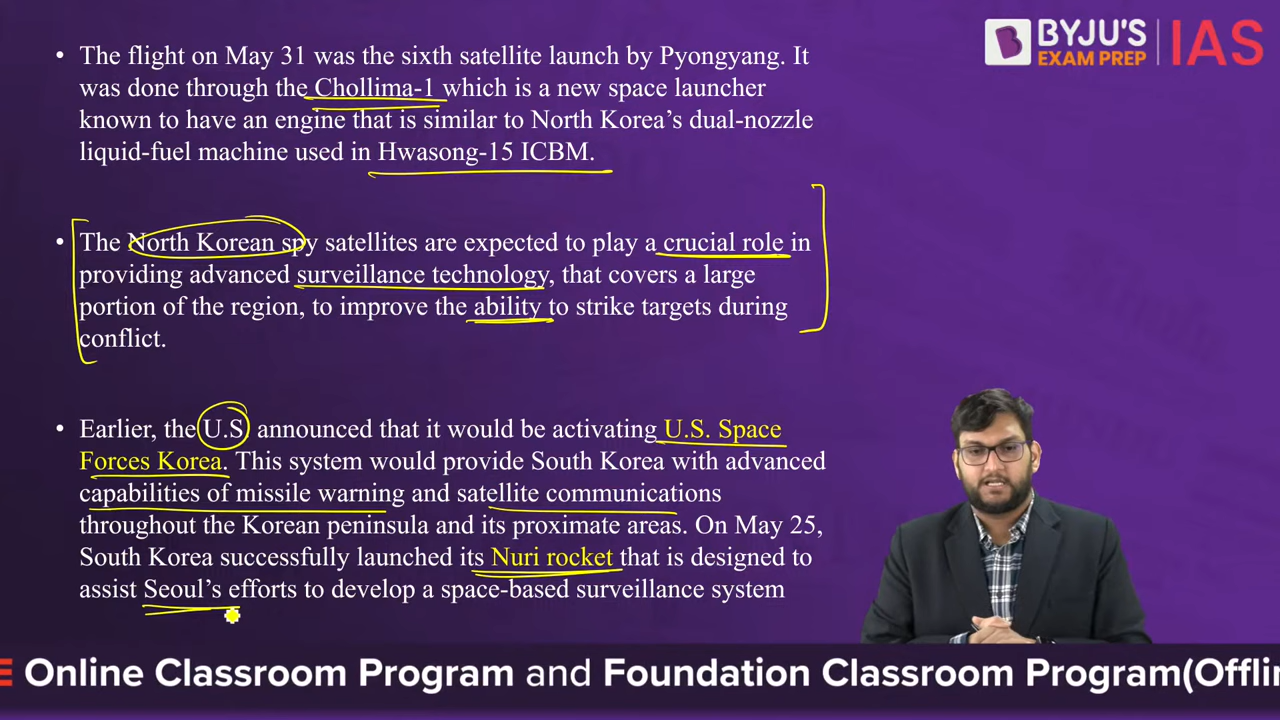 BYJU'S
EXAM PREP
IAS
• The flight on May 31 was the sixth satellite launch by Pyongyang. It
was done through the Chollima-1 which is a new space launcher
known to have an engine that is similar to North Korea's dual-nozzle
liquid-fuel machine used in Hwasong-15 ICBM.
• The North Korean spy satellites are expected to play a crucial role in
providing advanced surveillance technology, that covers a large
portion of the region, to improve the ability to strike targets during
conflict.
• Earlier, the U.S announced that it would be activating U.S. Space
Forces Korea. This system would provide South Korea with advanced
capabilities of missile warning and satellite communications
throughout the Korean peninsula and its proximate areas. On May 25,
South Korea successfully launched its Nuri rocket that is designed to
assist Seoul's efforts to develop a space-based surveillance system
Online Classroom Program and Foundation Classroom Program(Offli